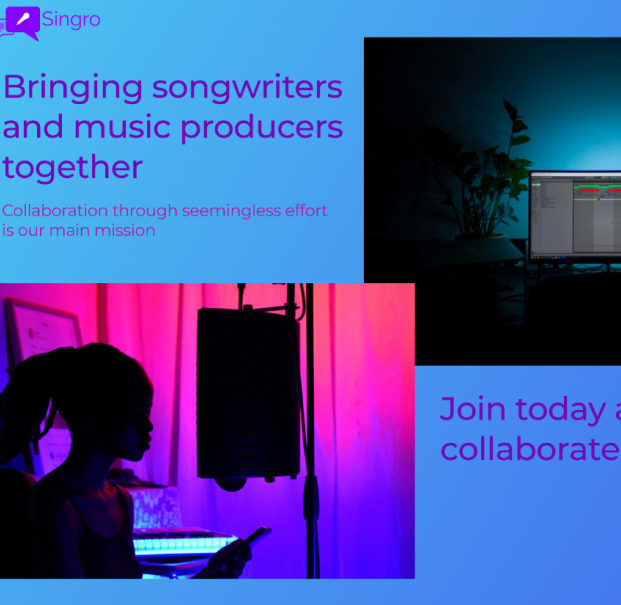 Singro
Bringing songwriters
and music producers
together
Collaboration through seemingless effort
is our main mission
Join today a
collaborate